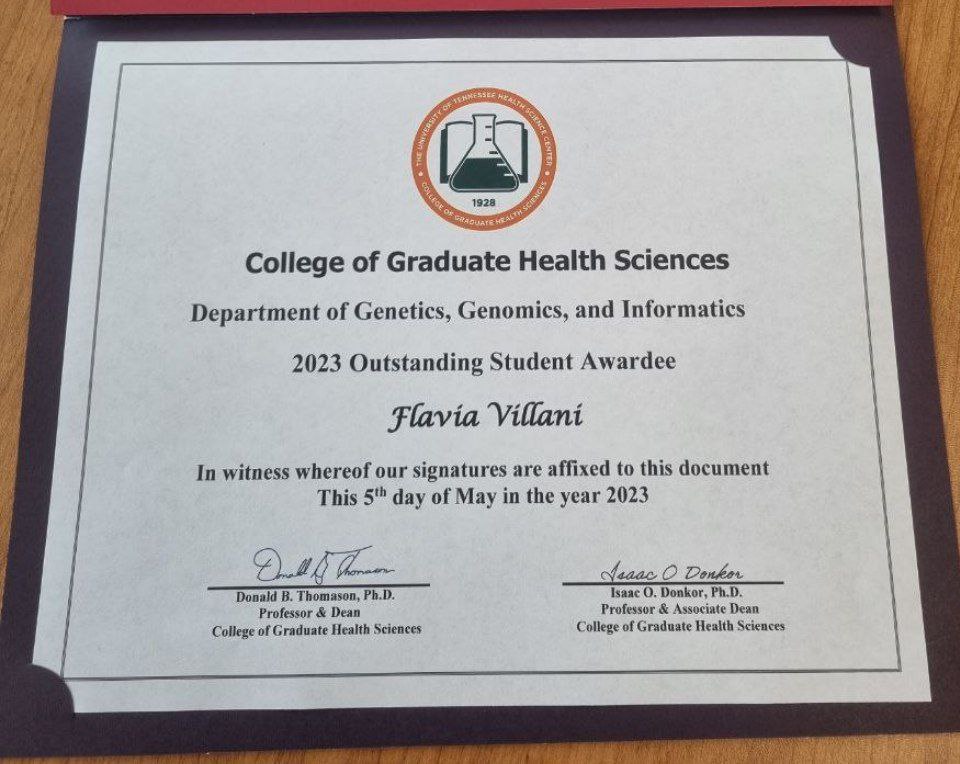 THE UNIVERSITY OF TENNESSEE HEALTH SCIENCE CENTER
COLLEGE OF GRADUATE HEALTH SCIENCES
1928
College of Graduate Health Sciences
Department of Genetics, Genomics, and Informatics
2023 Outstanding Student Awardee
Flavia Villani
In witness whereof our signatures are affixed to this document
This 5th day of May in the year 2023
Donald B Thomason
Donald B. Thomason, Ph.D.
Professor & Dean
College of Graduate Health Sciences
Isaac O Donkor
Isaac O. Donkor, Ph.D.
Professor & Associate Dean
College of Graduate Health Sciences